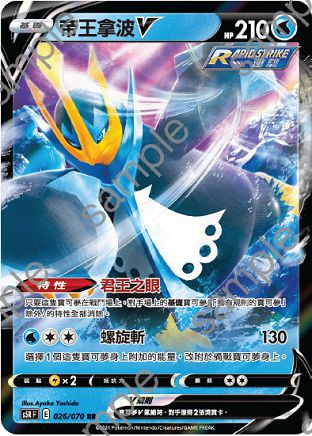 基礎 帝王拿波V HP 210
RAPID STRIKE
連擊
特性 君王之眼
只要這隻寶可夢在戰鬥場上，對手場上的基礎寶可夢（「擁有規則的寶可夢」
除外）的特性全部消除。
螺旋斬 130
選擇1個這隻寶可夢身上附加的能量，改附於備戰寶可夢身上。
弱點 ×2 抵抗力 撤退
Illus. Ayaka Yoshida
S5R F E 026/070 RR
V規則
寶可夢V【氣絕】時，對手獲得2張獎賞卡。
©2021 Pokémon/Nintendo/Creatures/GAME FREAK.
sample